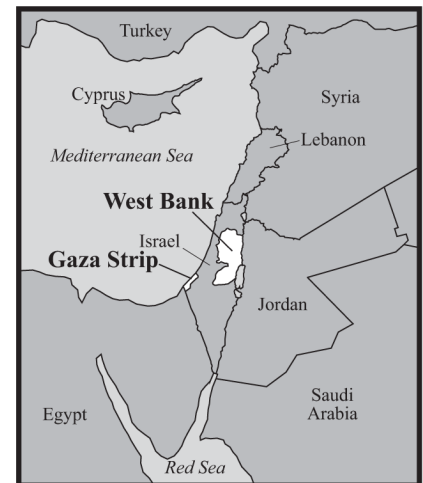 Turkey
Cyprus
Syria
Lebanon
Mediterranean Sea
West Bank
Israel
Gaza Strip
Jordan
Egypt
Saudi
Arabia
Red Sea